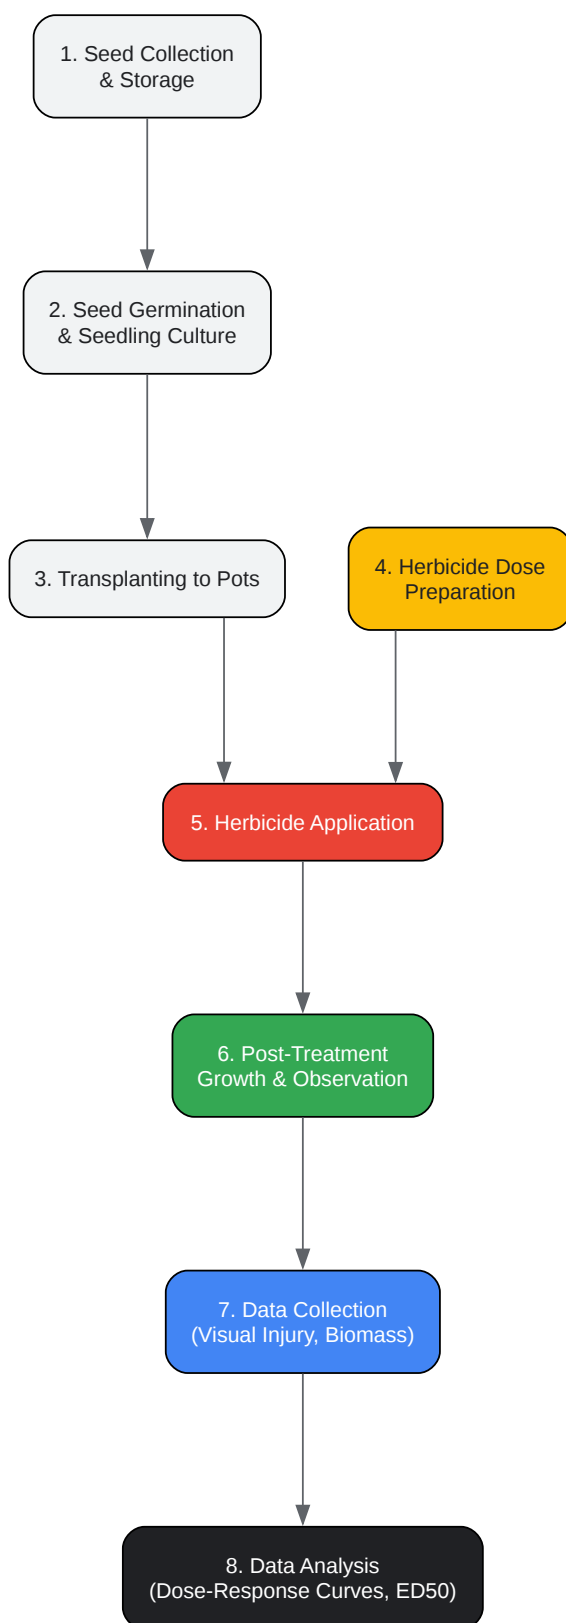 1. Seed Collection
& Storage
2. Seed Germination
& Seedling Culture
3. Transplanting to Pots
4. Herbicide Dose
Preparation
5. Herbicide Application
6. Post-Treatment
Growth & Observation
7. Data Collection
(Visual Injury, Biomass)
8. Data Analysis
(Dose-Response Curves, ED50)